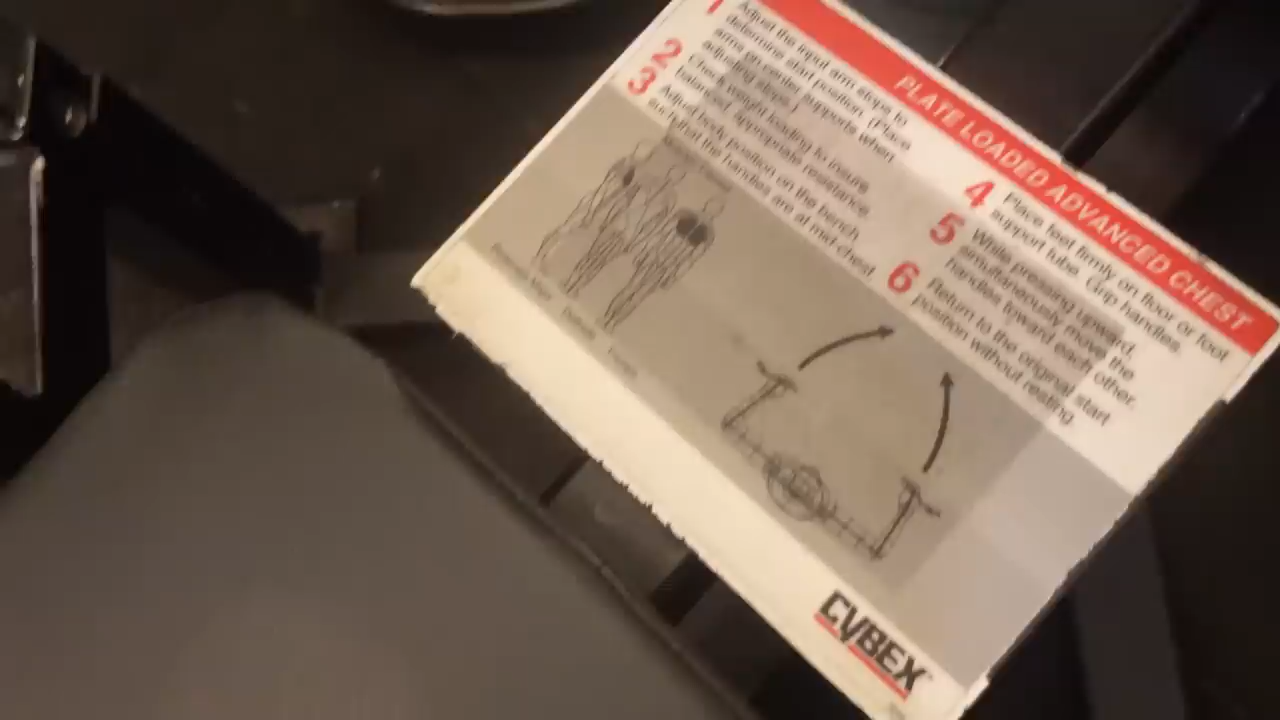 PLATE LOADED ADVANCED CHEST
1 Adjust the input arm stops to
determine start position. (Place
arms on center supports when
adjusting stops.)
2 Check weight loading to insure
balanced, appropriate resistance.
3 Adjust body position on the bench
such that the handles are at mid-chest
4 Place feet firmly on floor or foot
support tube. Grip handles.
5 While pressing upward,
simultaneously move the
handles toward each other.
6 Return to the original start
position without resting
CYBEX